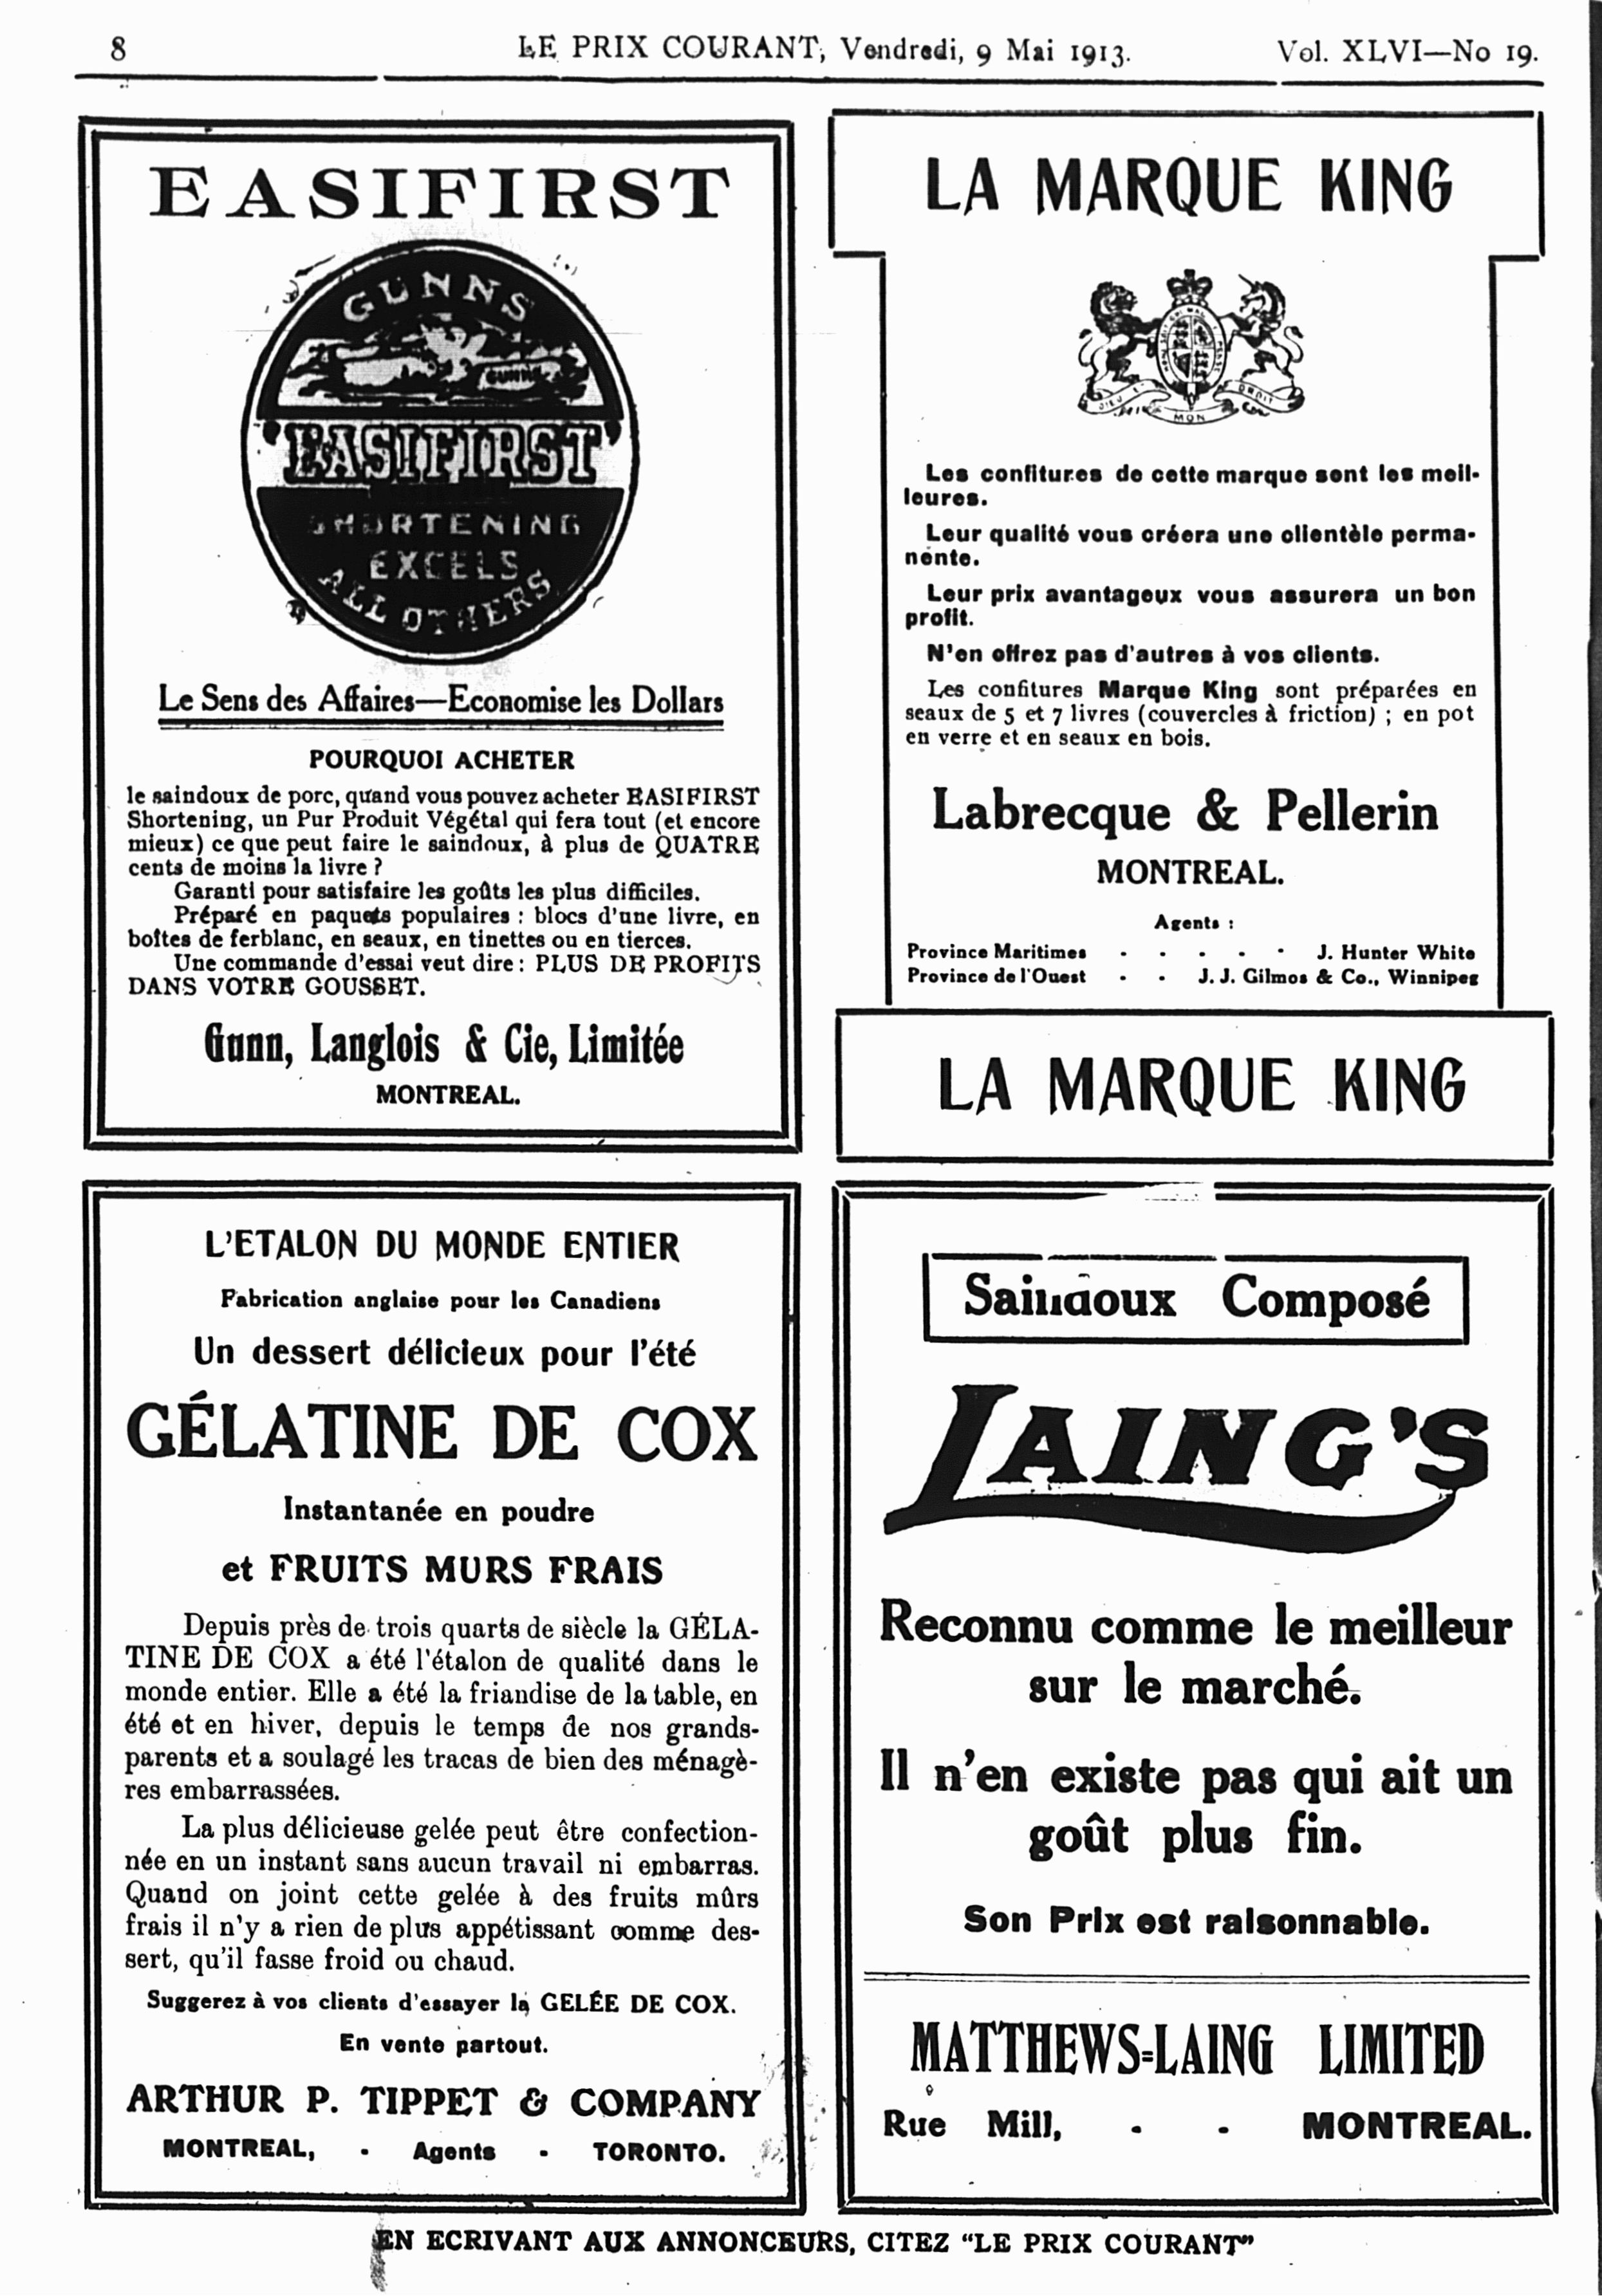 8
LE PRIX COURANT, Vendredi, 9 Mai 1913.
Vol. XLVI—No 19.
EASIFIRST
GUNNS
GUNNS
"EASIFIRST"
SHORTENING
EXCELS
ALL OTHERS
Le Sens des Affaires—Economise les Dollars
POURQUOI ACHETER
le saindoux de porc, quand vous pouvez acheter EASIFIRST
Shortening, un Pur Produit Végétal qui fera tout (et encore
mieux) ce que peut faire le saindoux, à plus de QUATRE
cents de moins la livre ?
Garanti pour satisfaire les goûts les plus difficiles.
Préparé en paquets populaires : blocs d'une livre, en
boîtes de ferblanc, en seaux, en tinettes ou en tierces.
Une commande d'essai veut dire : PLUS DE PROFITS
DANS VOTRE GOUSSET.
Gunn, Langlois & Cie, Limitée
MONTREAL.
LA MARQUE KING
DIEU ET MON DROIT
Les confitures de cette marque sont les meil-
leures.
Leur qualité vous créera une clientèle perma-
nente.
Leur prix avantageux vous assurera un bon
profit.
N'en offrez pas d'autres à vos clients.
Les confitures Marque King sont préparées en
seaux de 5 et 7 livres (couvercles à friction) ; en pot
en verre et en seaux en bois.
Labrecque & Pellerin
MONTREAL.
Agents :
Province Maritimes - - - - - J. Hunter White
Province de l'Ouest - - J. J. Gilmos & Co., Winnipeg
LA MARQUE KING
L'ETALON DU MONDE ENTIER
Fabrication anglaise pour les Canadiens
Un dessert délicieux pour l'été
GÉLATINE DE COX
Instantanée en poudre
et FRUITS MURS FRAIS
Depuis près de trois quarts de siècle la GÉLA-
TINE DE COX a été l'étalon de qualité dans le
monde entier. Elle a été la friandise de la table, en
été et en hiver, depuis le temps de nos grands-
parents et a soulagé les tracas de bien des ménagè-
res embarrassées.
La plus délicieuse gelée peut être confection-
née en un instant sans aucun travail ni embarras.
Quand on joint cette gelée à des fruits mûrs
frais il n'y a rien de plus appétissant comme des-
sert, qu'il fasse froid ou chaud.
Suggerez à vos clients d'essayer la GELÉE DE COX.
En vente partout.
ARTHUR P. TIPPET & COMPANY
MONTREAL, - Agents - TORONTO.
Saindoux Composé
LAING'S
Reconnu comme le meilleur
sur le marché.
Il n'en existe pas qui ait un
goût plus fin.
Son Prix est raisonnable.
MATTHEWS-LAING LIMITED
Rue Mill, - - MONTREAL.
EN ECRIVANT AUX ANNONCEURS, CITEZ "LE PRIX COURANT"